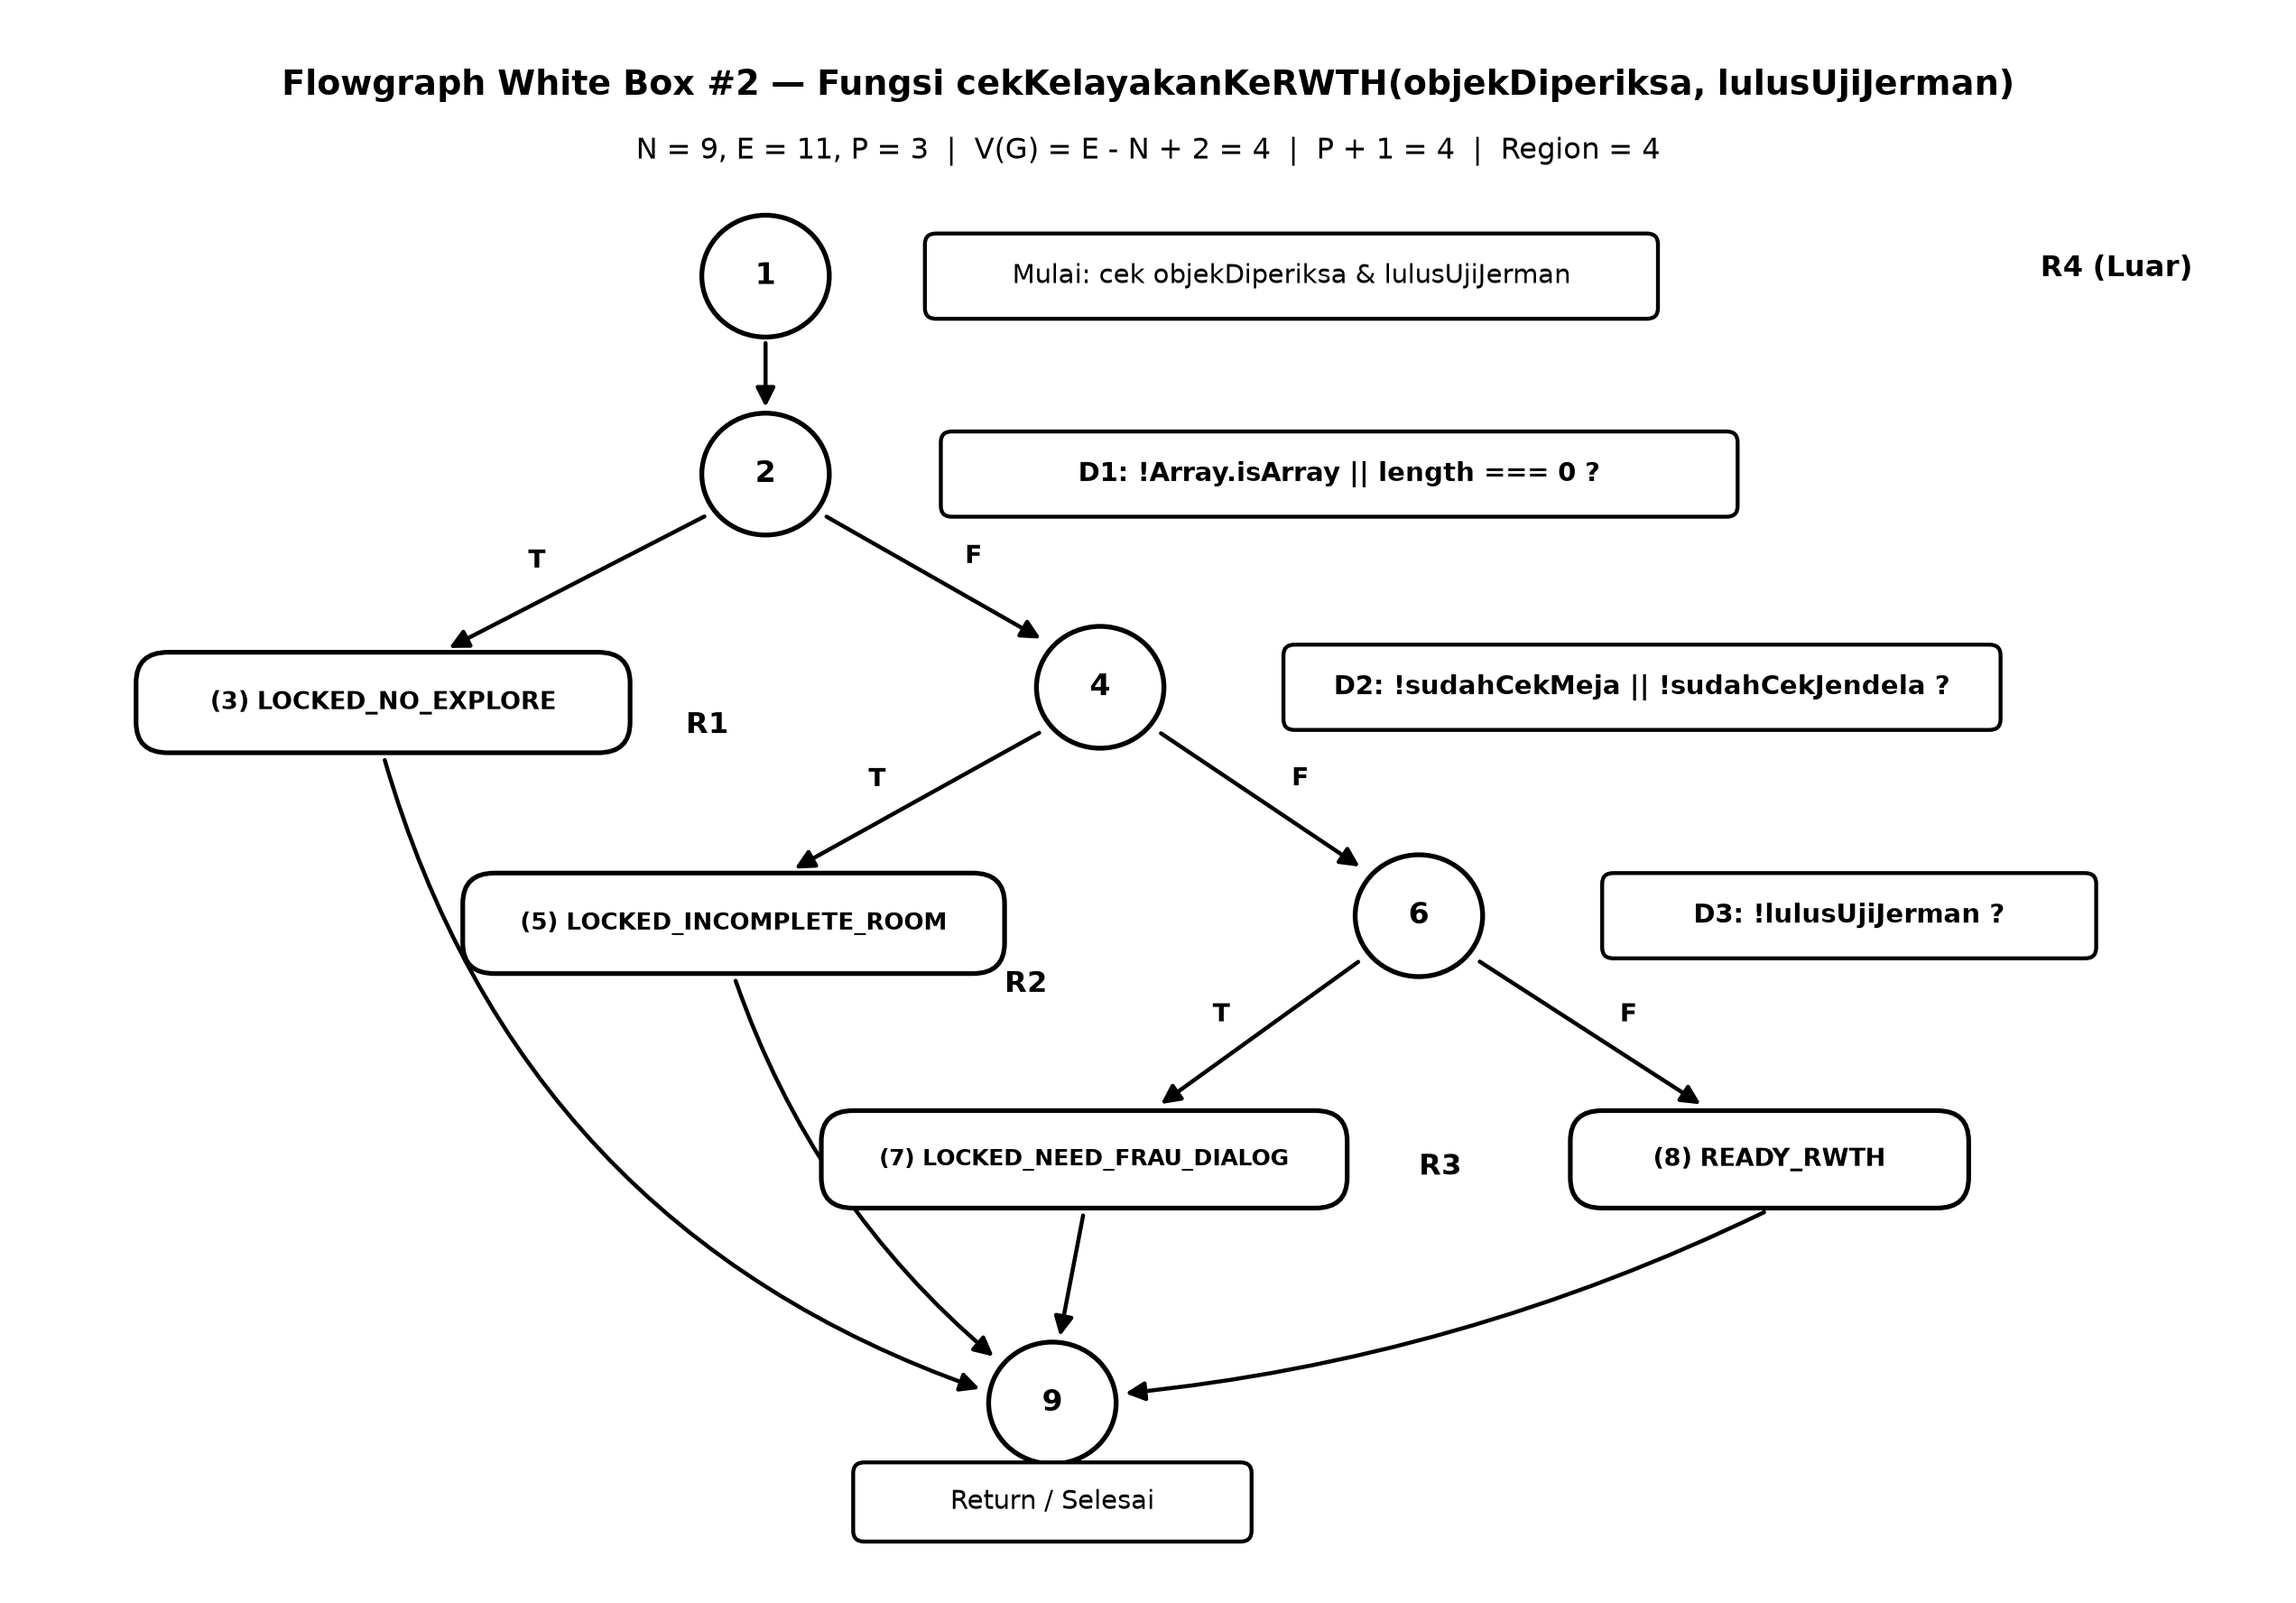 Flowgraph White Box #2 — Fungsi cekKelayakanKeRWTH(objekDiperiksa, lulusUjiJerman)
N = 9, E = 11, P = 3 | V(G) = E - N + 2 = 4 | P + 1 = 4 | Region = 4
1
Mulai: cek objekDiperiksa & lulusUjiJerman
R4 (Luar)
2
D1: !Array.isArray || length === 0 ?
T
F
4
D2: !sudahCekMeja || !sudahCekJendela ?
(3) LOCKED_NO_EXPLORE
R1
T
F
(5) LOCKED_INCOMPLETE_ROOM
6
D3: !lulusUjiJerman ?
R2
T
F
(7) LOCKED_NEED_FRAU_DIALOG
R3
(8) READY_RWTH
9
Return / Selesai